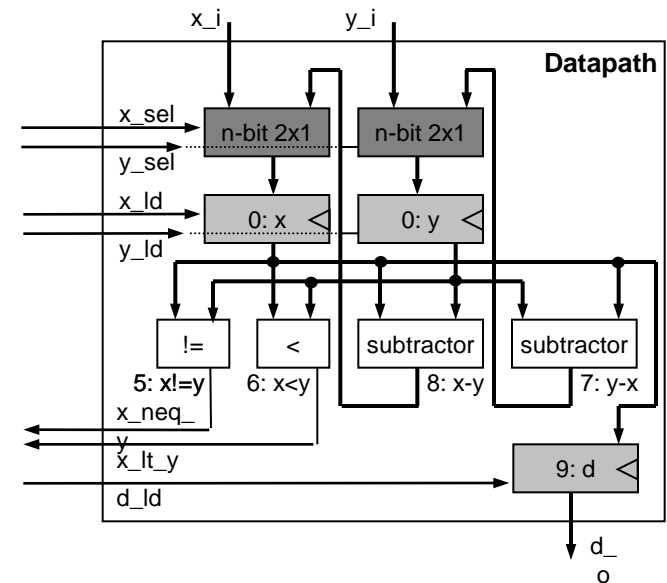 x_i
y_i
Datapath
x_sel
n-bit 2x1
n-bit 2x1
y_sel
x_ld
0: x
0: y
y_ld
!=
<
subtractor
subtractor
5: x!=y
6: x<y
8: x-y
7: y-x
x_neq_
y
x_lt_y
9: d
d_ld
d_
o